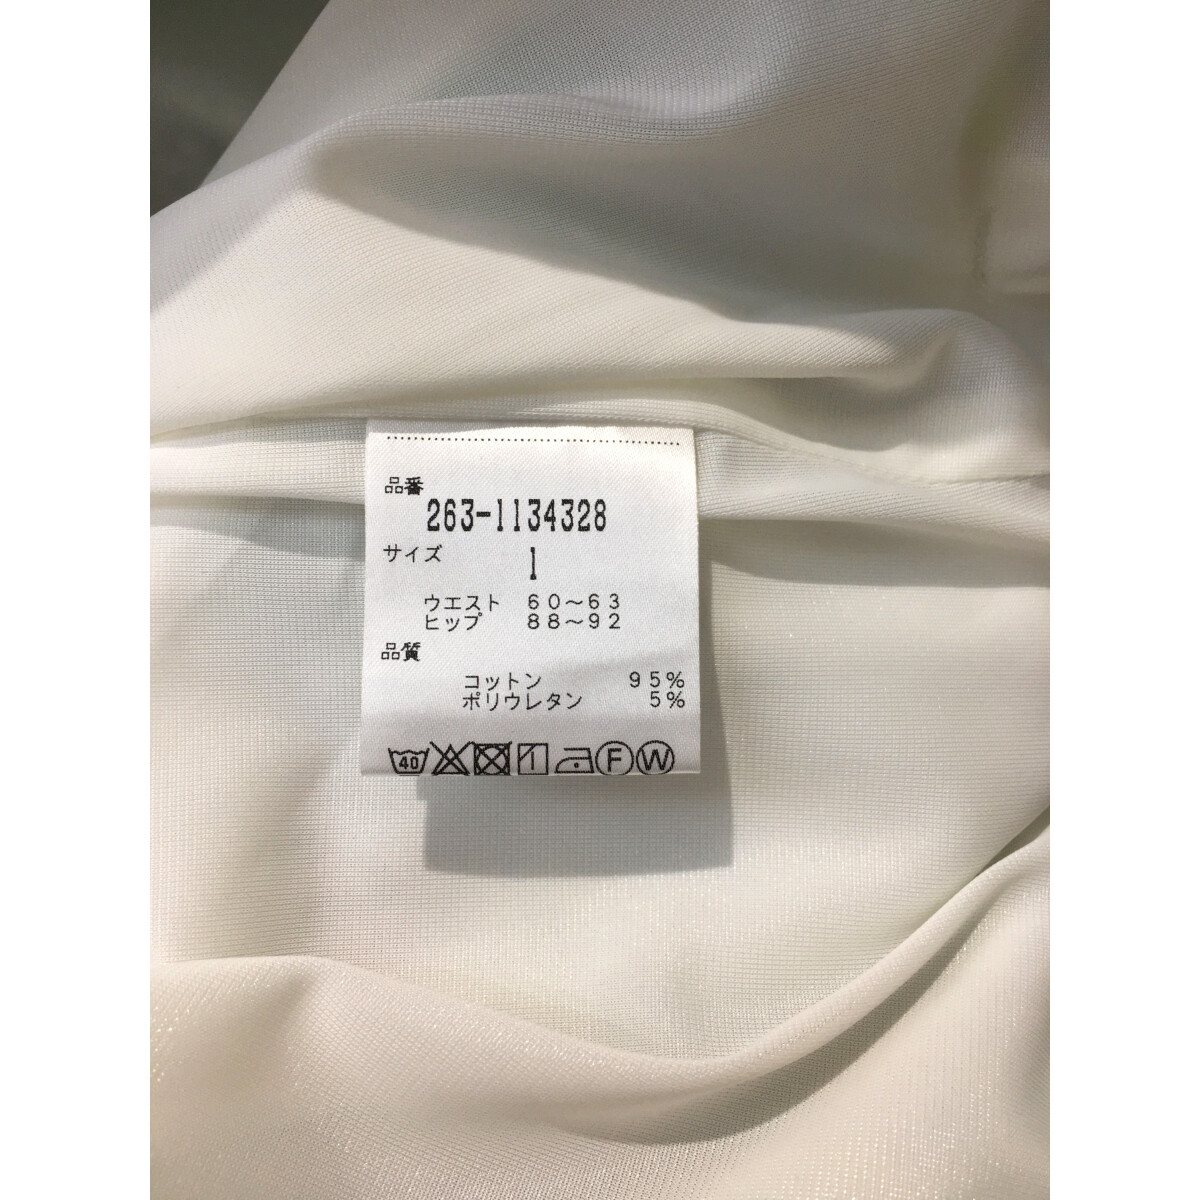 品番
263-1134328
サイズ
1
ウエスト 60～63
ヒップ 88～92
品質
コットン 95%
ポリウレタン 5%
40 1 F W